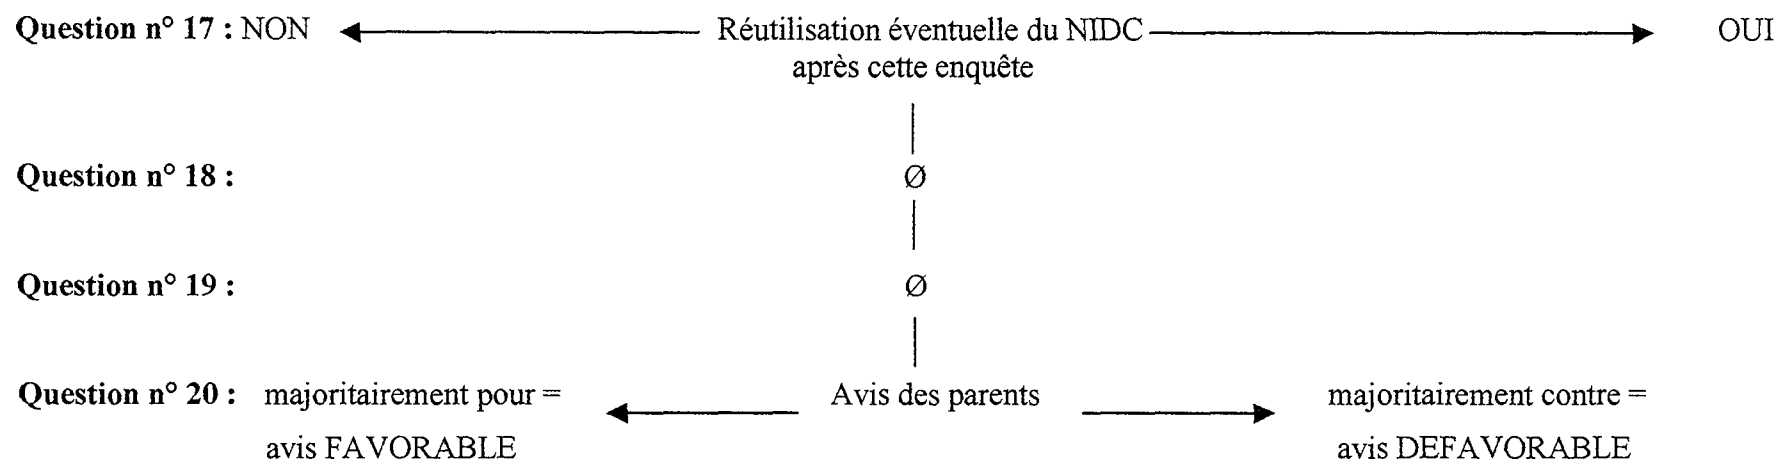 Question n° 17 : NON Réutilisation éventuelle du NIDC OUI
après cette enquête
Question n° 18 : Ø
Question n° 19 : Ø
Question n° 20 : majoritairement pour = Avis des parents majoritairement contre =
avis FAVORABLE avis DEFAVORABLE